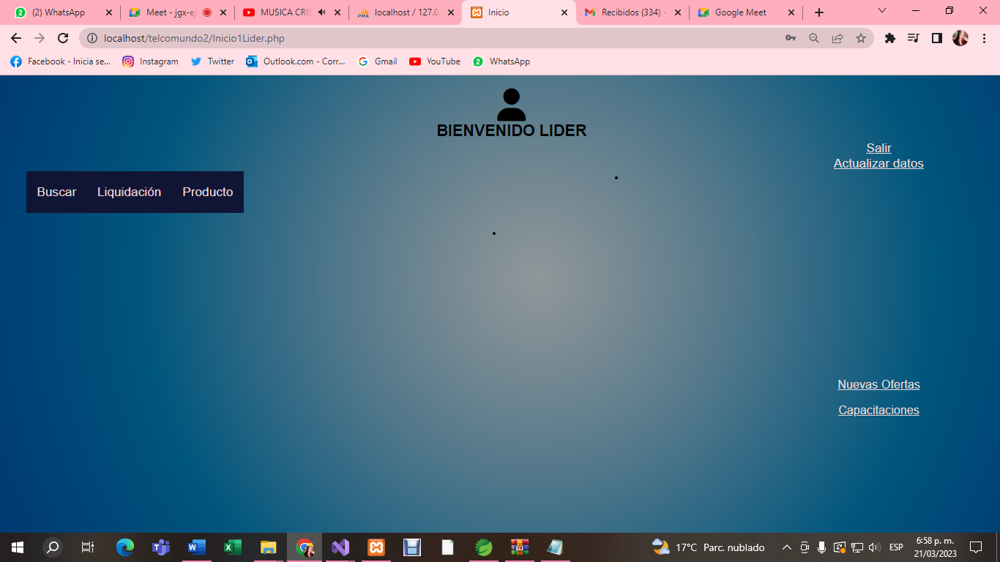 (2) WhatsApp
Meet - jgx-ej
MUSICA CRIS
localhost / 127.0.
Inicio
Recibidos (334) -
Google Meet
localhost/telcomundo2/Inicio1Lider.php
Facebook - Inicia se...
Instagram
Twitter
Outlook.com - Corr...
Gmail
YouTube
WhatsApp
BIENVENIDO LIDER
Salir
Actualizar datos
Buscar Liquidación Producto
Nuevas Ofertas
Capacitaciones
17°C Parc. nublado
ESP
6:58 p. m.
21/03/2023